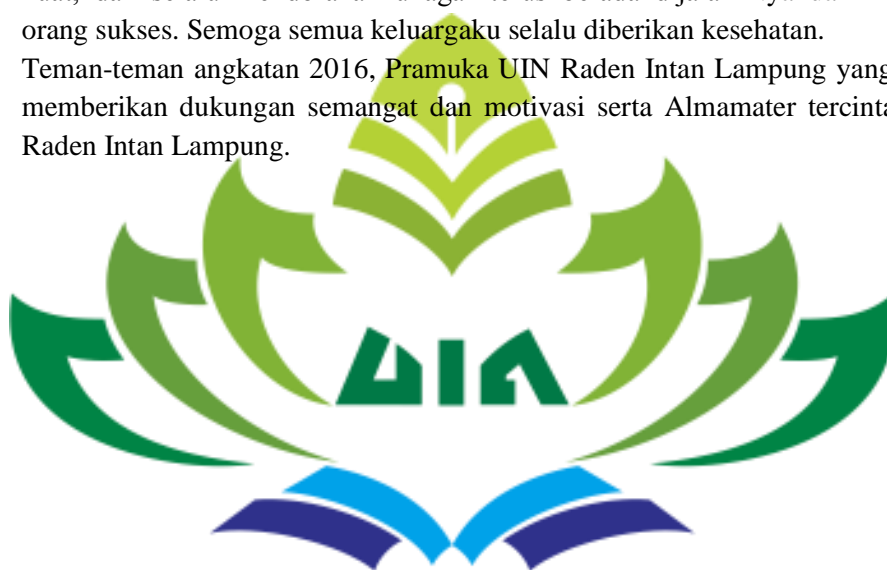 orang sukses. Semoga semua keluargaku selalu diberikan kesehatan.
Teman-teman angkatan 2016, Pramuka UIN Raden Intan Lampung yang
memberikan dukungan semangat dan motivasi serta Almamater tercinta
Raden Intan Lampung.
UIN